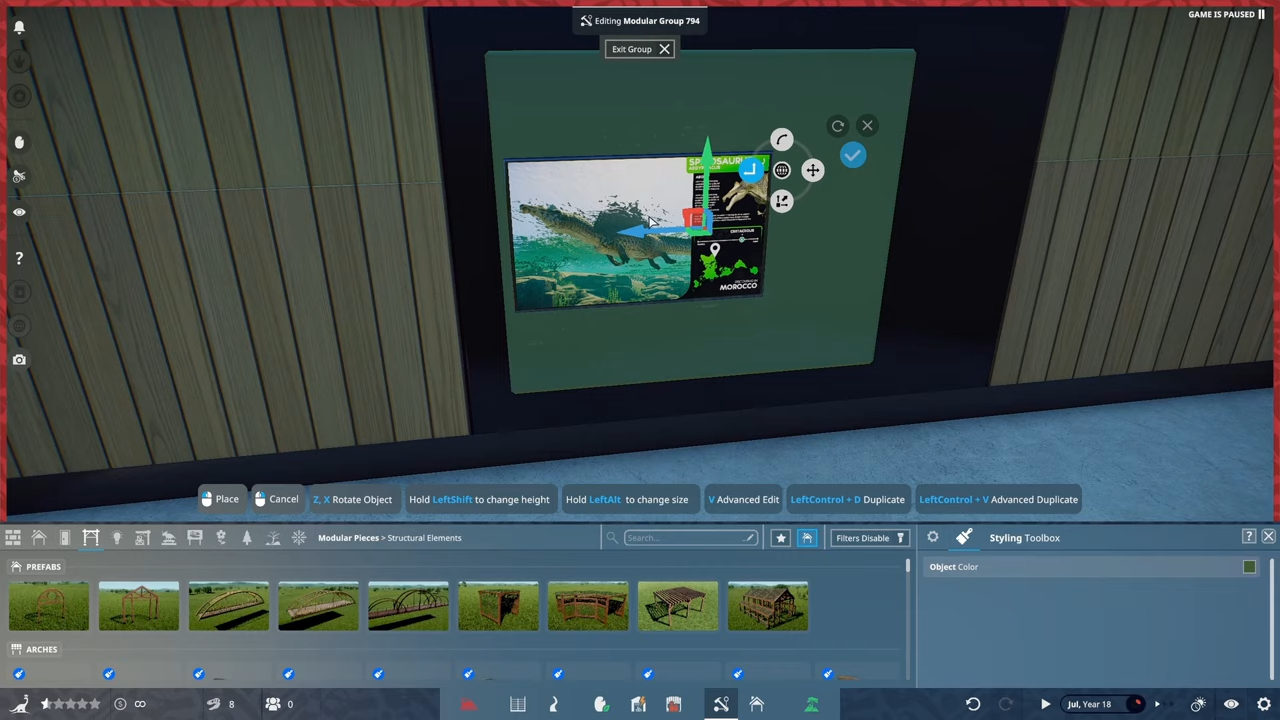 Editing Modular Group 794
GAME IS PAUSED
Exit Group
CRETACEOUS
MOROCCO
Place
Cancel
Z, X Rotate Object
Hold LeftShift to change height
Hold LeftAlt to change size
V Advanced Edit
LeftControl + D Duplicate
LeftControl + V Advanced Duplicate
Modular Pieces > Structural Elements
Search...
Filters Disable
Styling Toolbox
PREFABS
Object Color
ARCHES
∞
8
0
Jul, Year 18